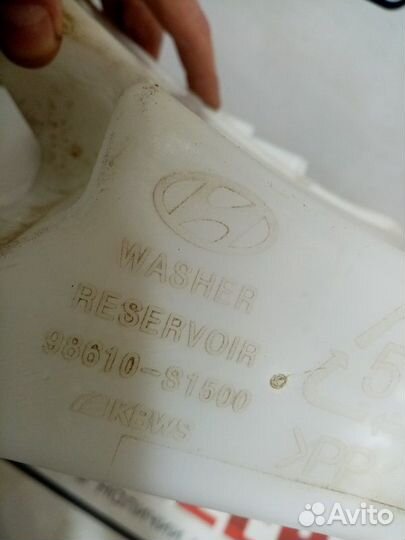 WASHER
RESERVOIR
98610-S1500
KBWS
5
>PP<
Avito